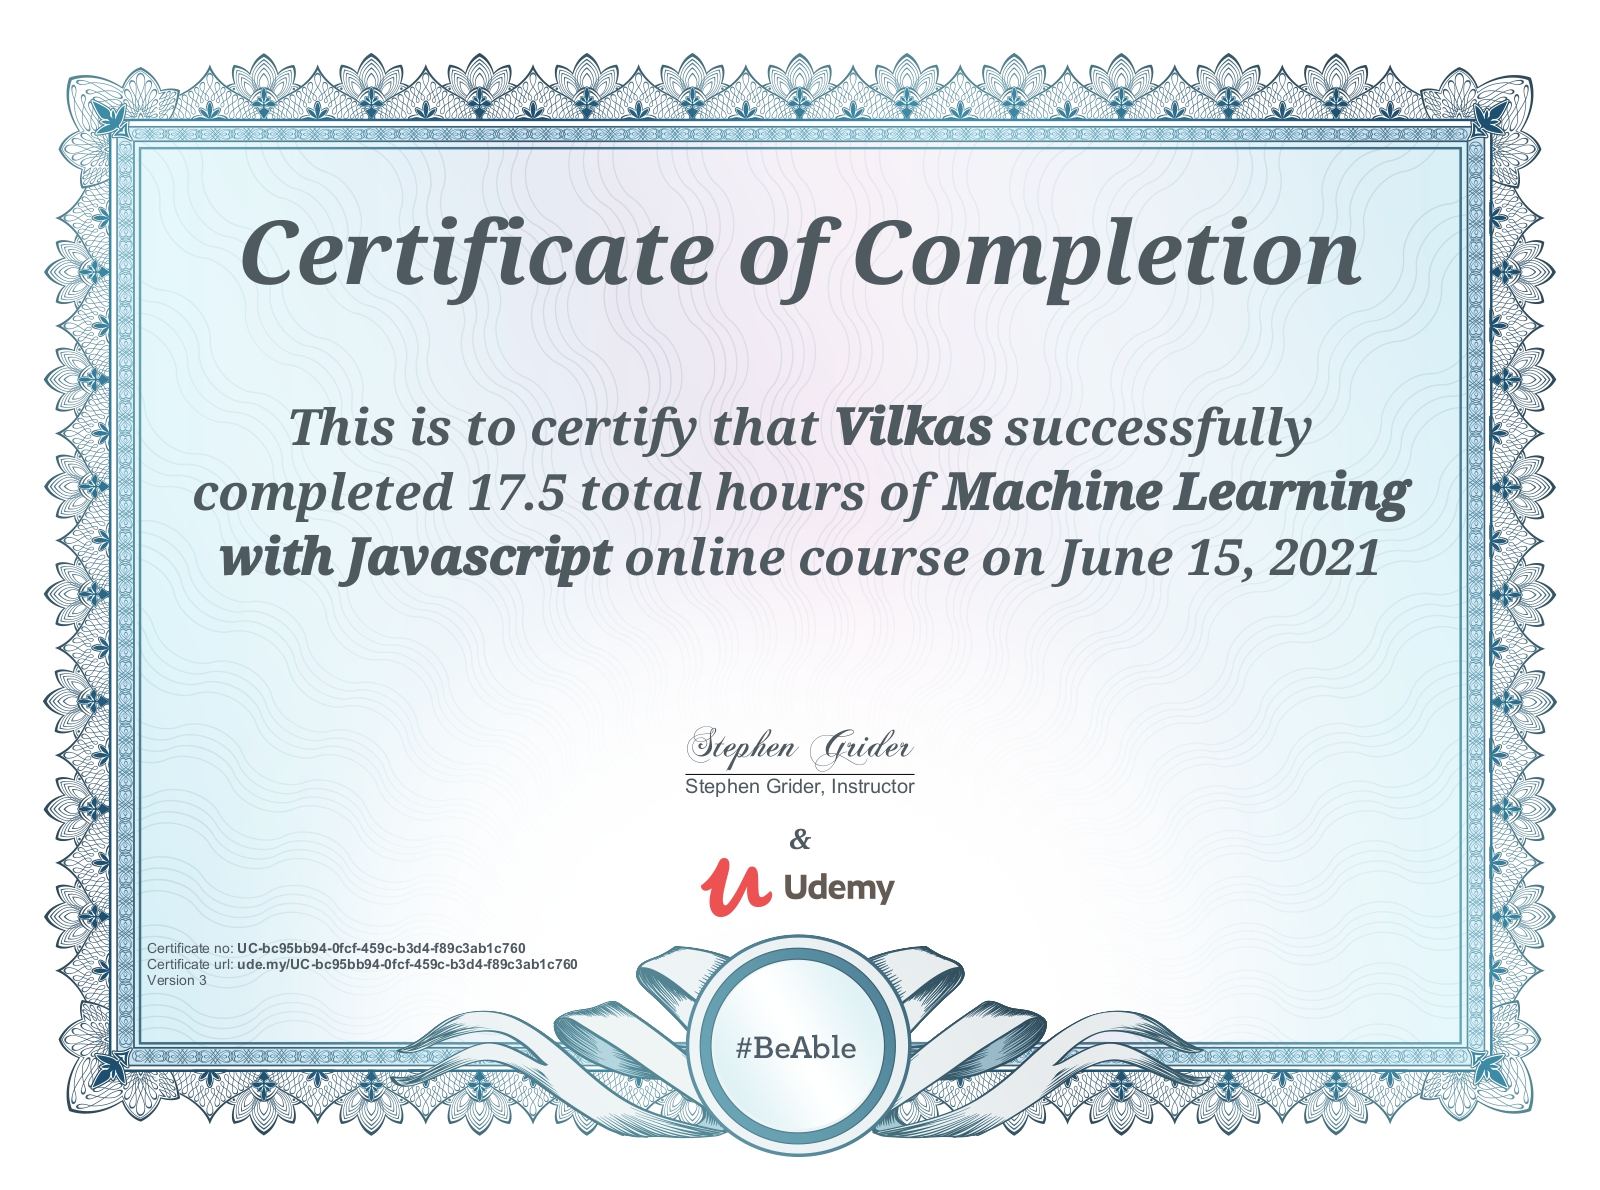 Certificate of Completion
This is to certify that Vilkas successfully
completed 17.5 total hours of Machine Learning
with Javascript online course on June 15, 2021
Stephen Grider
Stephen Grider, Instructor
&
Udemy
Certificate no: UC-bc95bb94-0fcf-459c-b3d4-f89c3ab1c760
Certificate url: ude.my/UC-bc95bb94-0fcf-459c-b3d4-f89c3ab1c760
Version 3
#BeAble